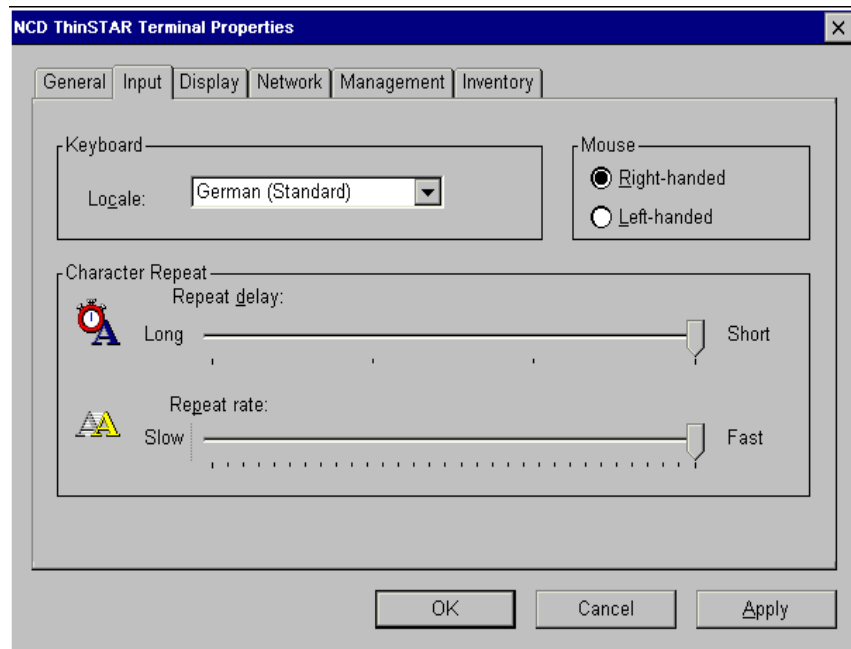 NCD ThinSTAR Terminal Properties
General Input Display Network Management Inventory
Keyboard
Locale: German (Standard)
Mouse
Right-handed
Left-handed
Character Repeat
Repeat delay:
Long Short
Repeat rate:
Slow Fast
OK Cancel Apply